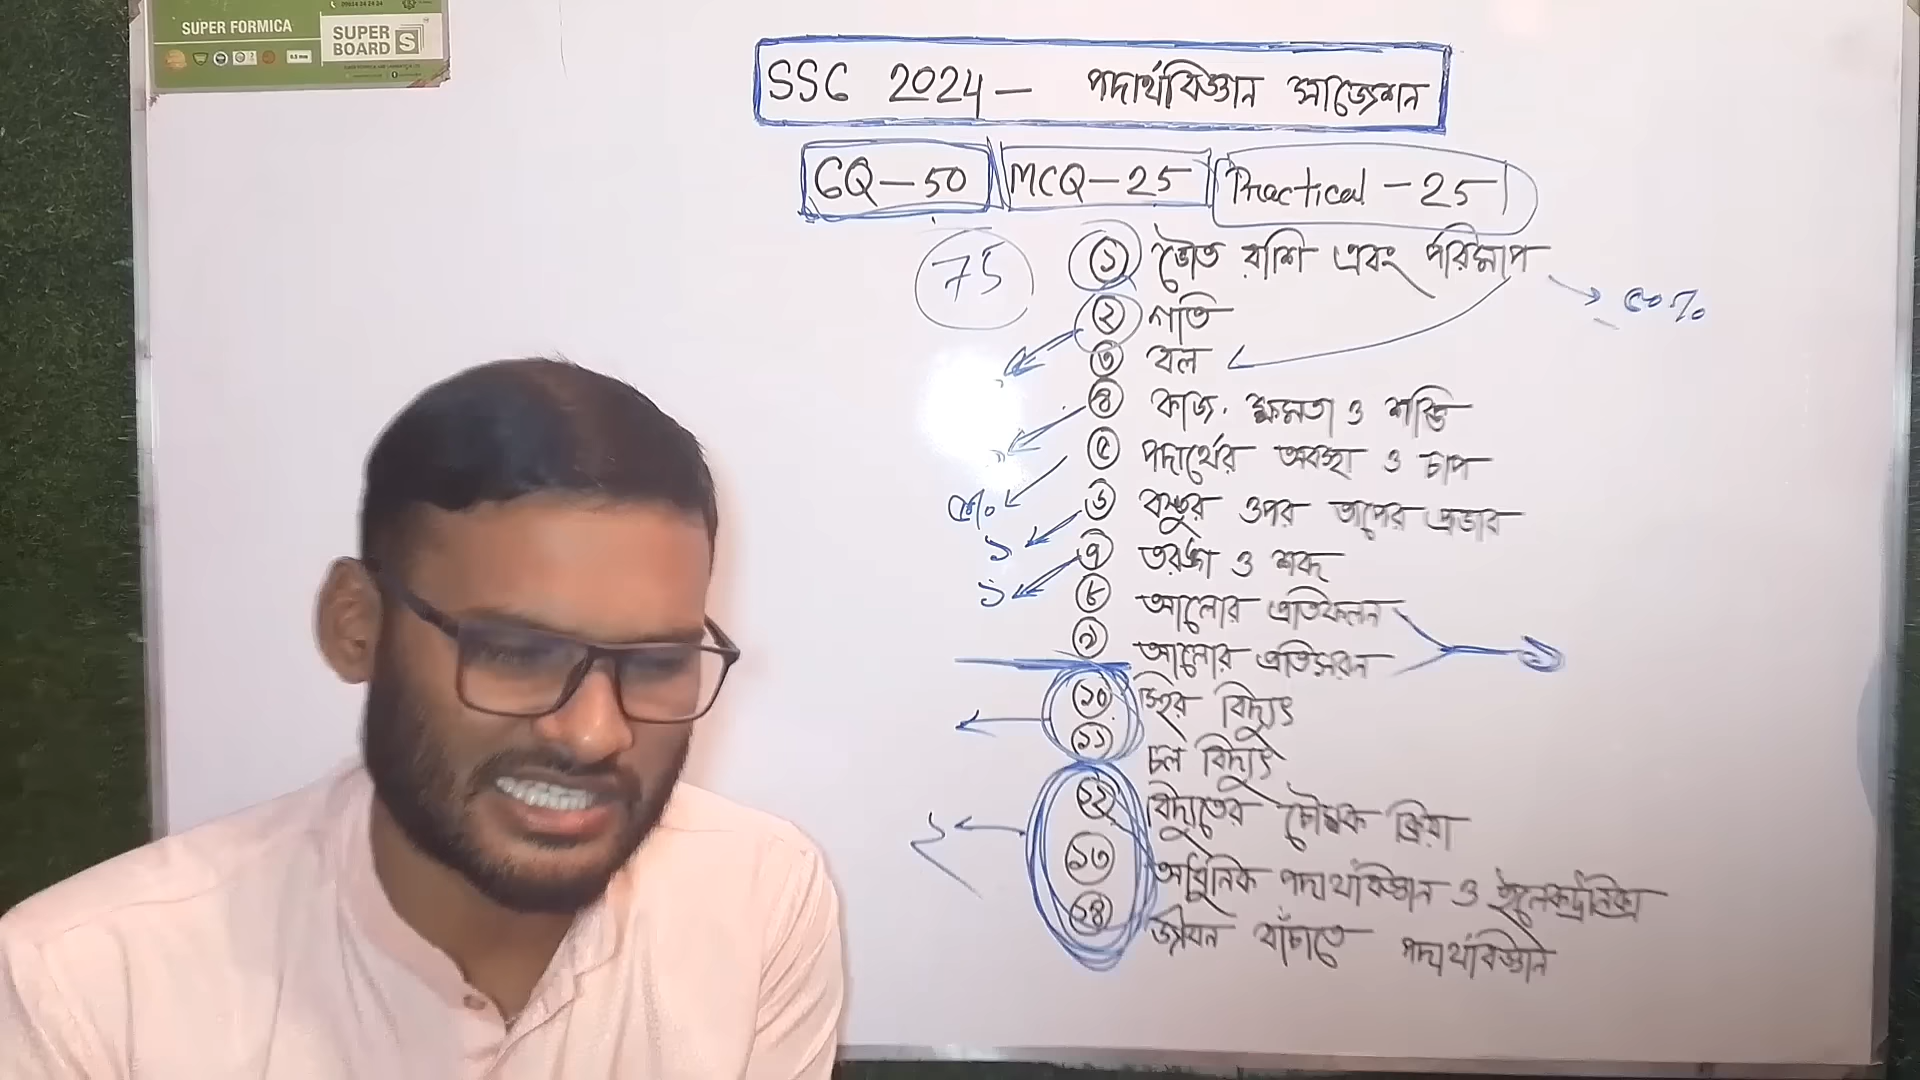 SUPER FORMICA
SUPER BOARD S
SSC 2024 — পদার্থবিজ্ঞান সাজেশন
CQ — 50 MCQ — 25 Practical — 25
75
১ ভৌত রাশি এবং পরিমাপ
৫০%
২ গতি
৩ বল
৪ কাজ, ক্ষমতা ও শক্তি
৫ পদার্থের অবস্থা ও চাপ
৫০%
৬ বস্তুর ওপর তাপের প্রভাব
১
৭ তরঙ্গ ও শব্দ
১
৮ আলোর প্রতিফলন
৯ আলোর প্রতিসরন
১০ স্থির বিদ্যুৎ
১১ চল বিদ্যুৎ
১২ বিদ্যুতের চৌম্বক ক্রিয়া
১
১৩ আধুনিক পদার্থবিজ্ঞান ও ইলেকট্রনিক্স
১৪ জীবন বাঁচাতে পদার্থবিজ্ঞান